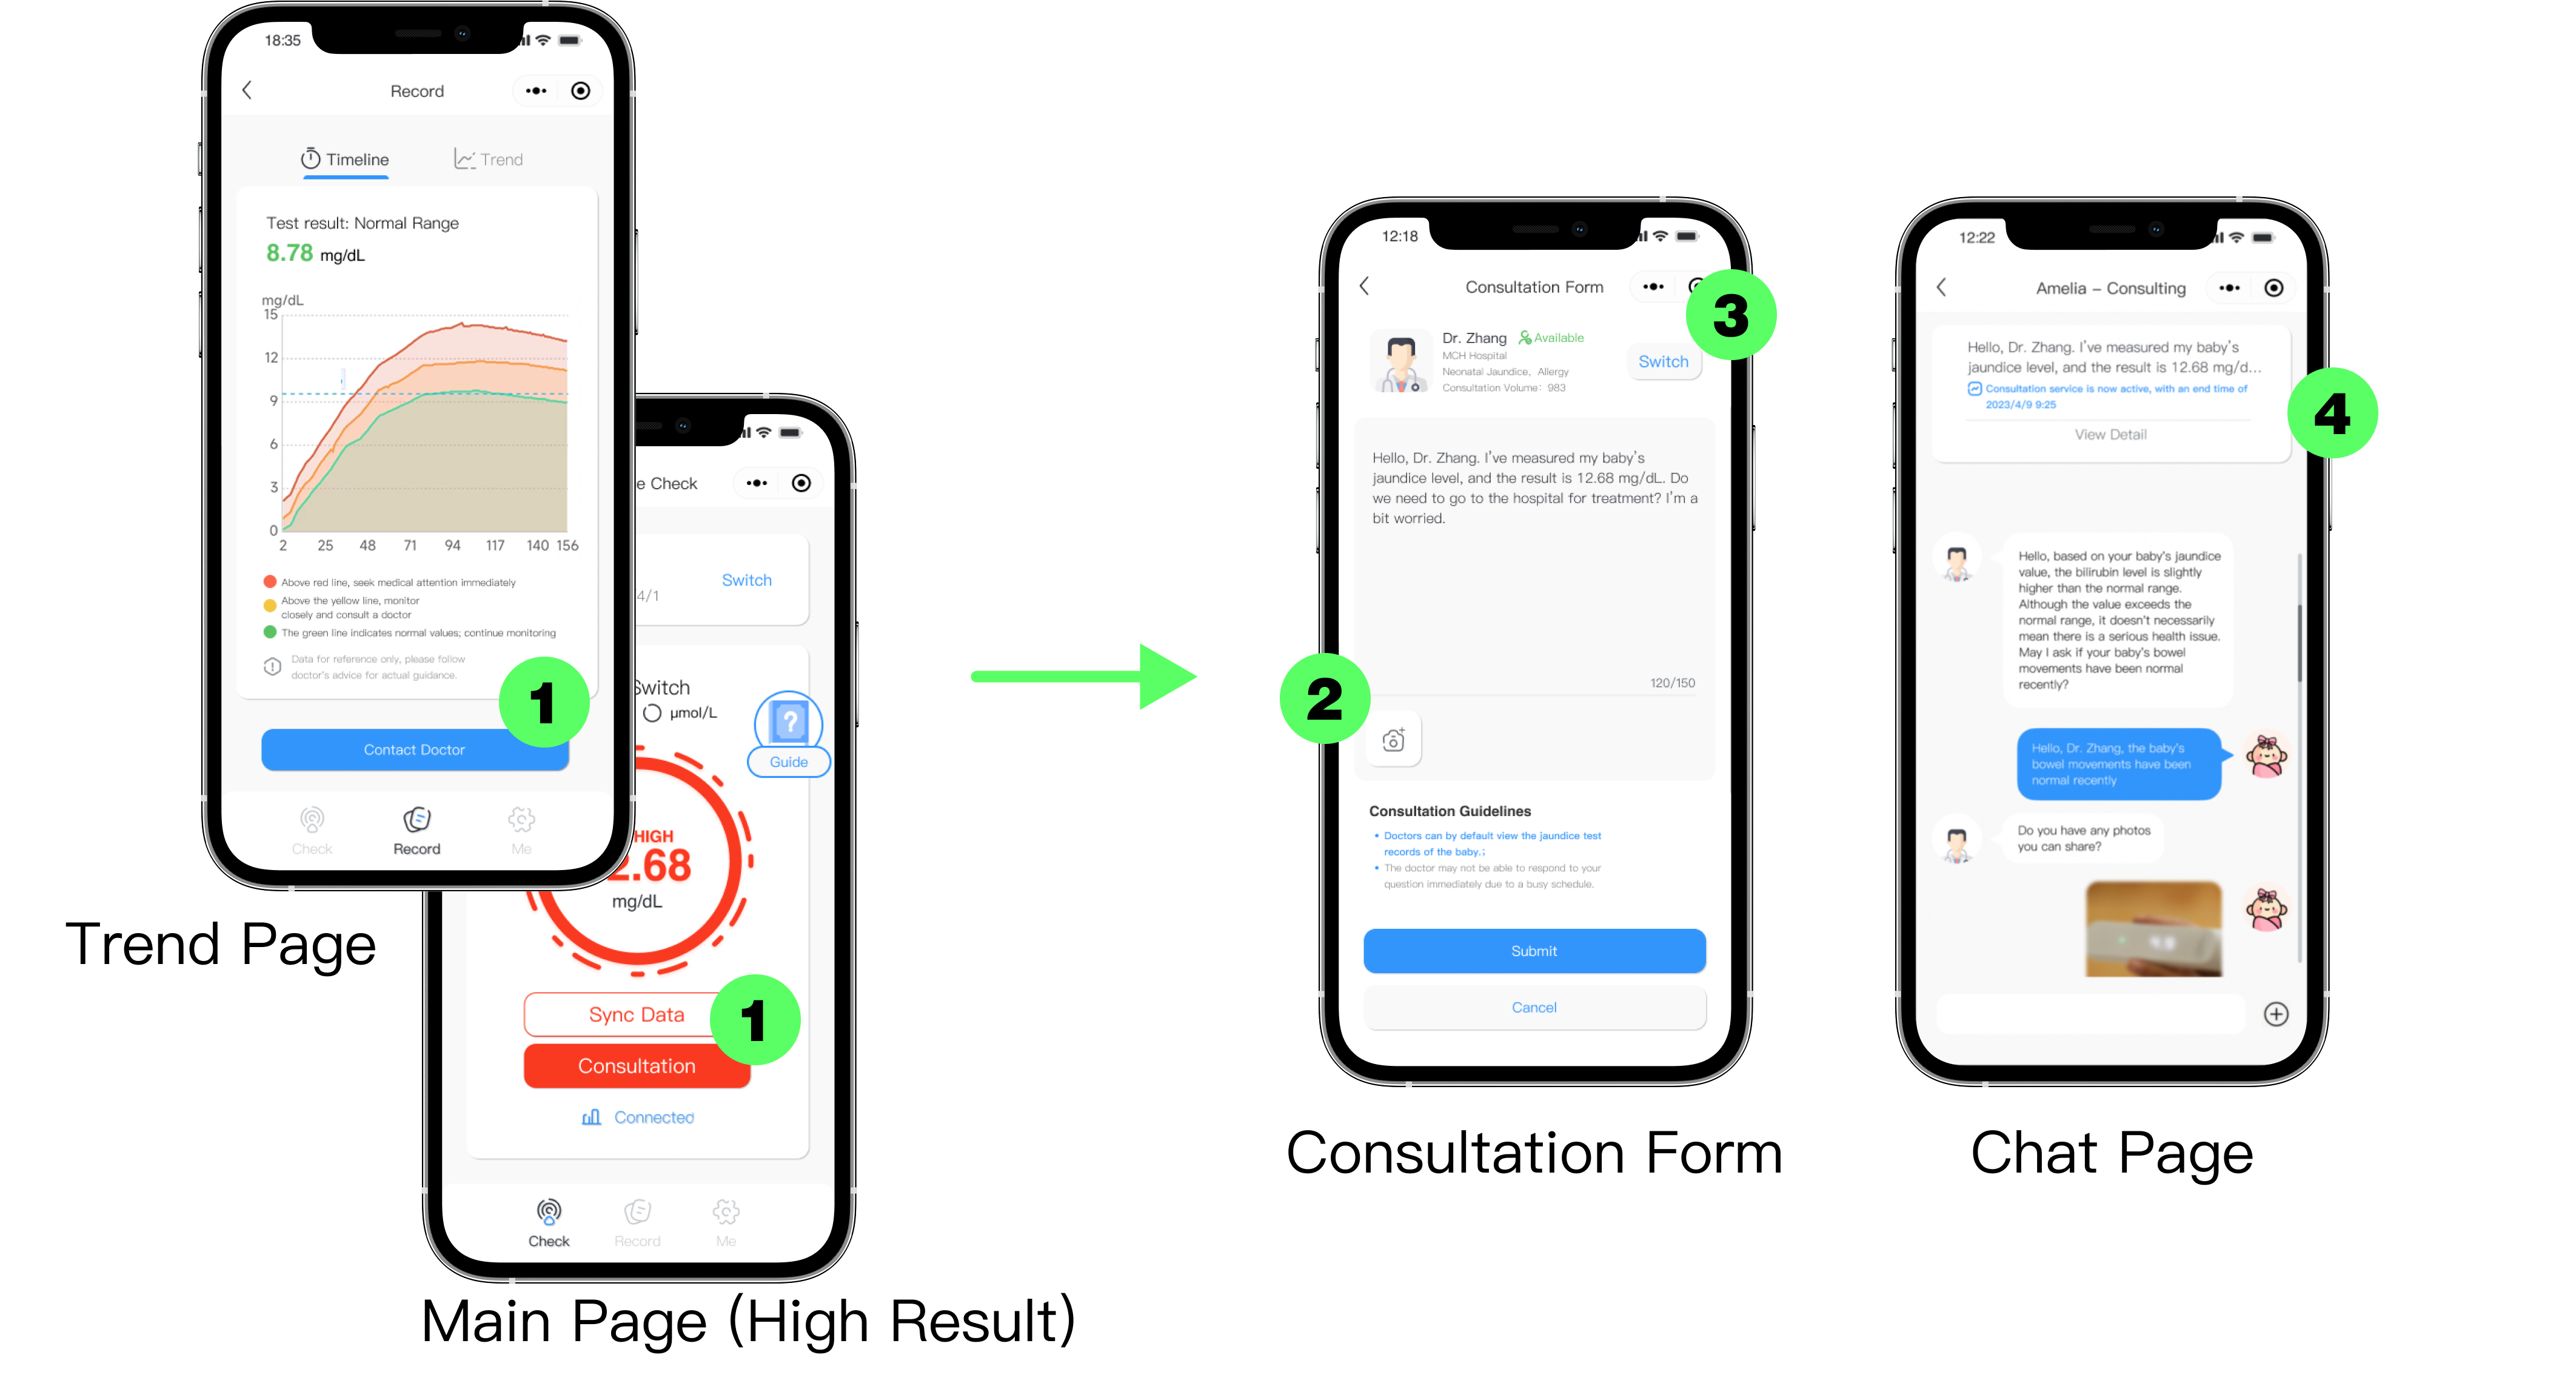 18:35
Record
Timeline
Trend
Test result: Normal Range
8.78 mg/dL
mg/dL
15
12
9
6
3
0
2 25 48 71 94 117 140 156
Above red line, seek medical attention immediately
Above the yellow line, monitor
closely and consult a doctor
The green line indicates normal values; continue monitoring
Data for reference only, please follow
doctor's advice for actual guidance.
1
Contact Doctor
Check
Record
Me
Trend Page
e Check
4/1
Switch
Switch
μmol/L
?
Guide
HIGH
2.68
mg/dL
Sync Data
1
Consultation
Connected
Check
Record
Me
Main Page (High Result)
12:18
Consultation Form
3
Dr. Zhang
Available
MCH Hospital
Neonatal Jaundice, Allergy
Consultation Volume: 983
Switch
Hello, Dr. Zhang. I've measured my baby's
jaundice level, and the result is 12.68 mg/dL. Do
we need to go to the hospital for treatment? I'm a
bit worried.
120/150
2
Consultation Guidelines
• Doctors can by default view the jaundice test
records of the baby.;
• The doctor may not be able to respond to your
question immediately due to a busy schedule.
Submit
Cancel
Consultation Form
12:22
Amelia – Consulting
Hello, Dr. Zhang. I've measured my baby's
jaundice level, and the result is 12.68 mg/d...
Consultation service is now active, with an end time of
2023/4/9 9:25
4
View Detail
Hello, based on your baby's jaundice
value, the bilirubin level is slightly
higher than the normal range.
Although the value exceeds the
normal range, it doesn't necessarily
mean there is a serious health issue.
May I ask if your baby's bowel
movements have been normal
recently?
Hello, Dr. Zhang, the baby's
bowel movements have been
normal recently
Do you have any photos
you can share?
Chat Page